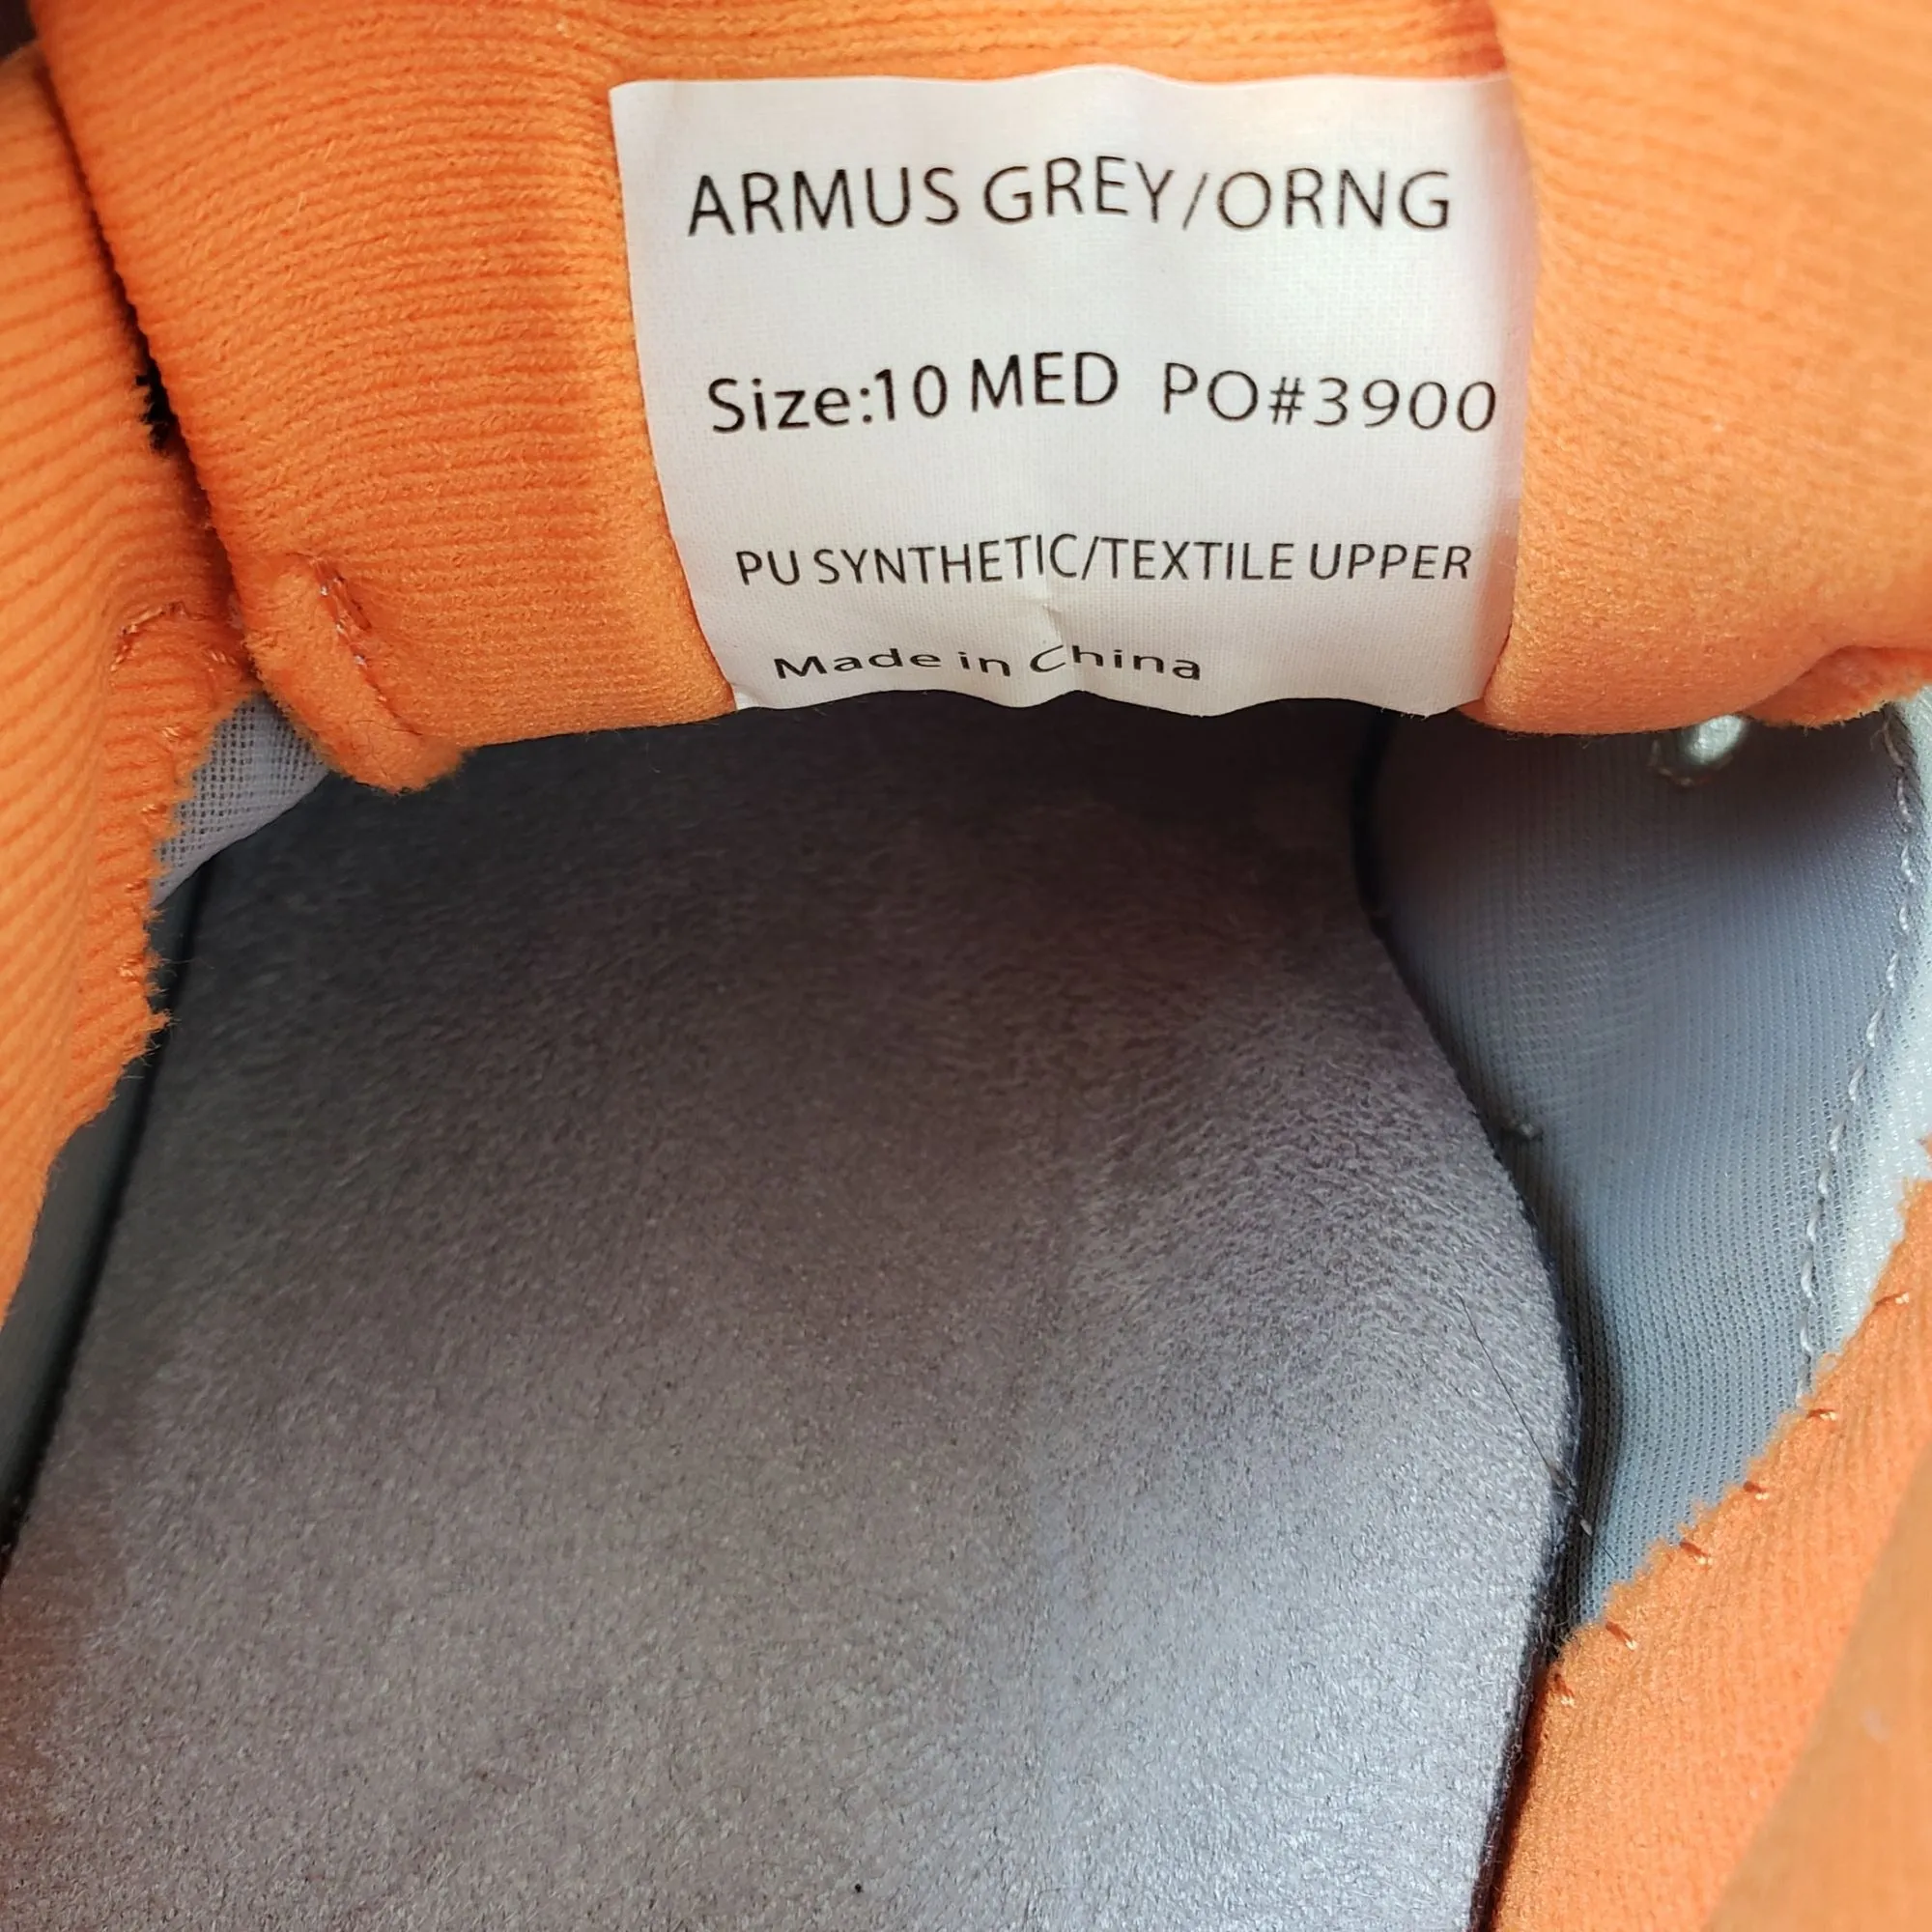 ARMUS GREY/ORNG
Size:10 MED PO#3900
PU SYNTHETIC/TEXTILE UPPER
Made in China